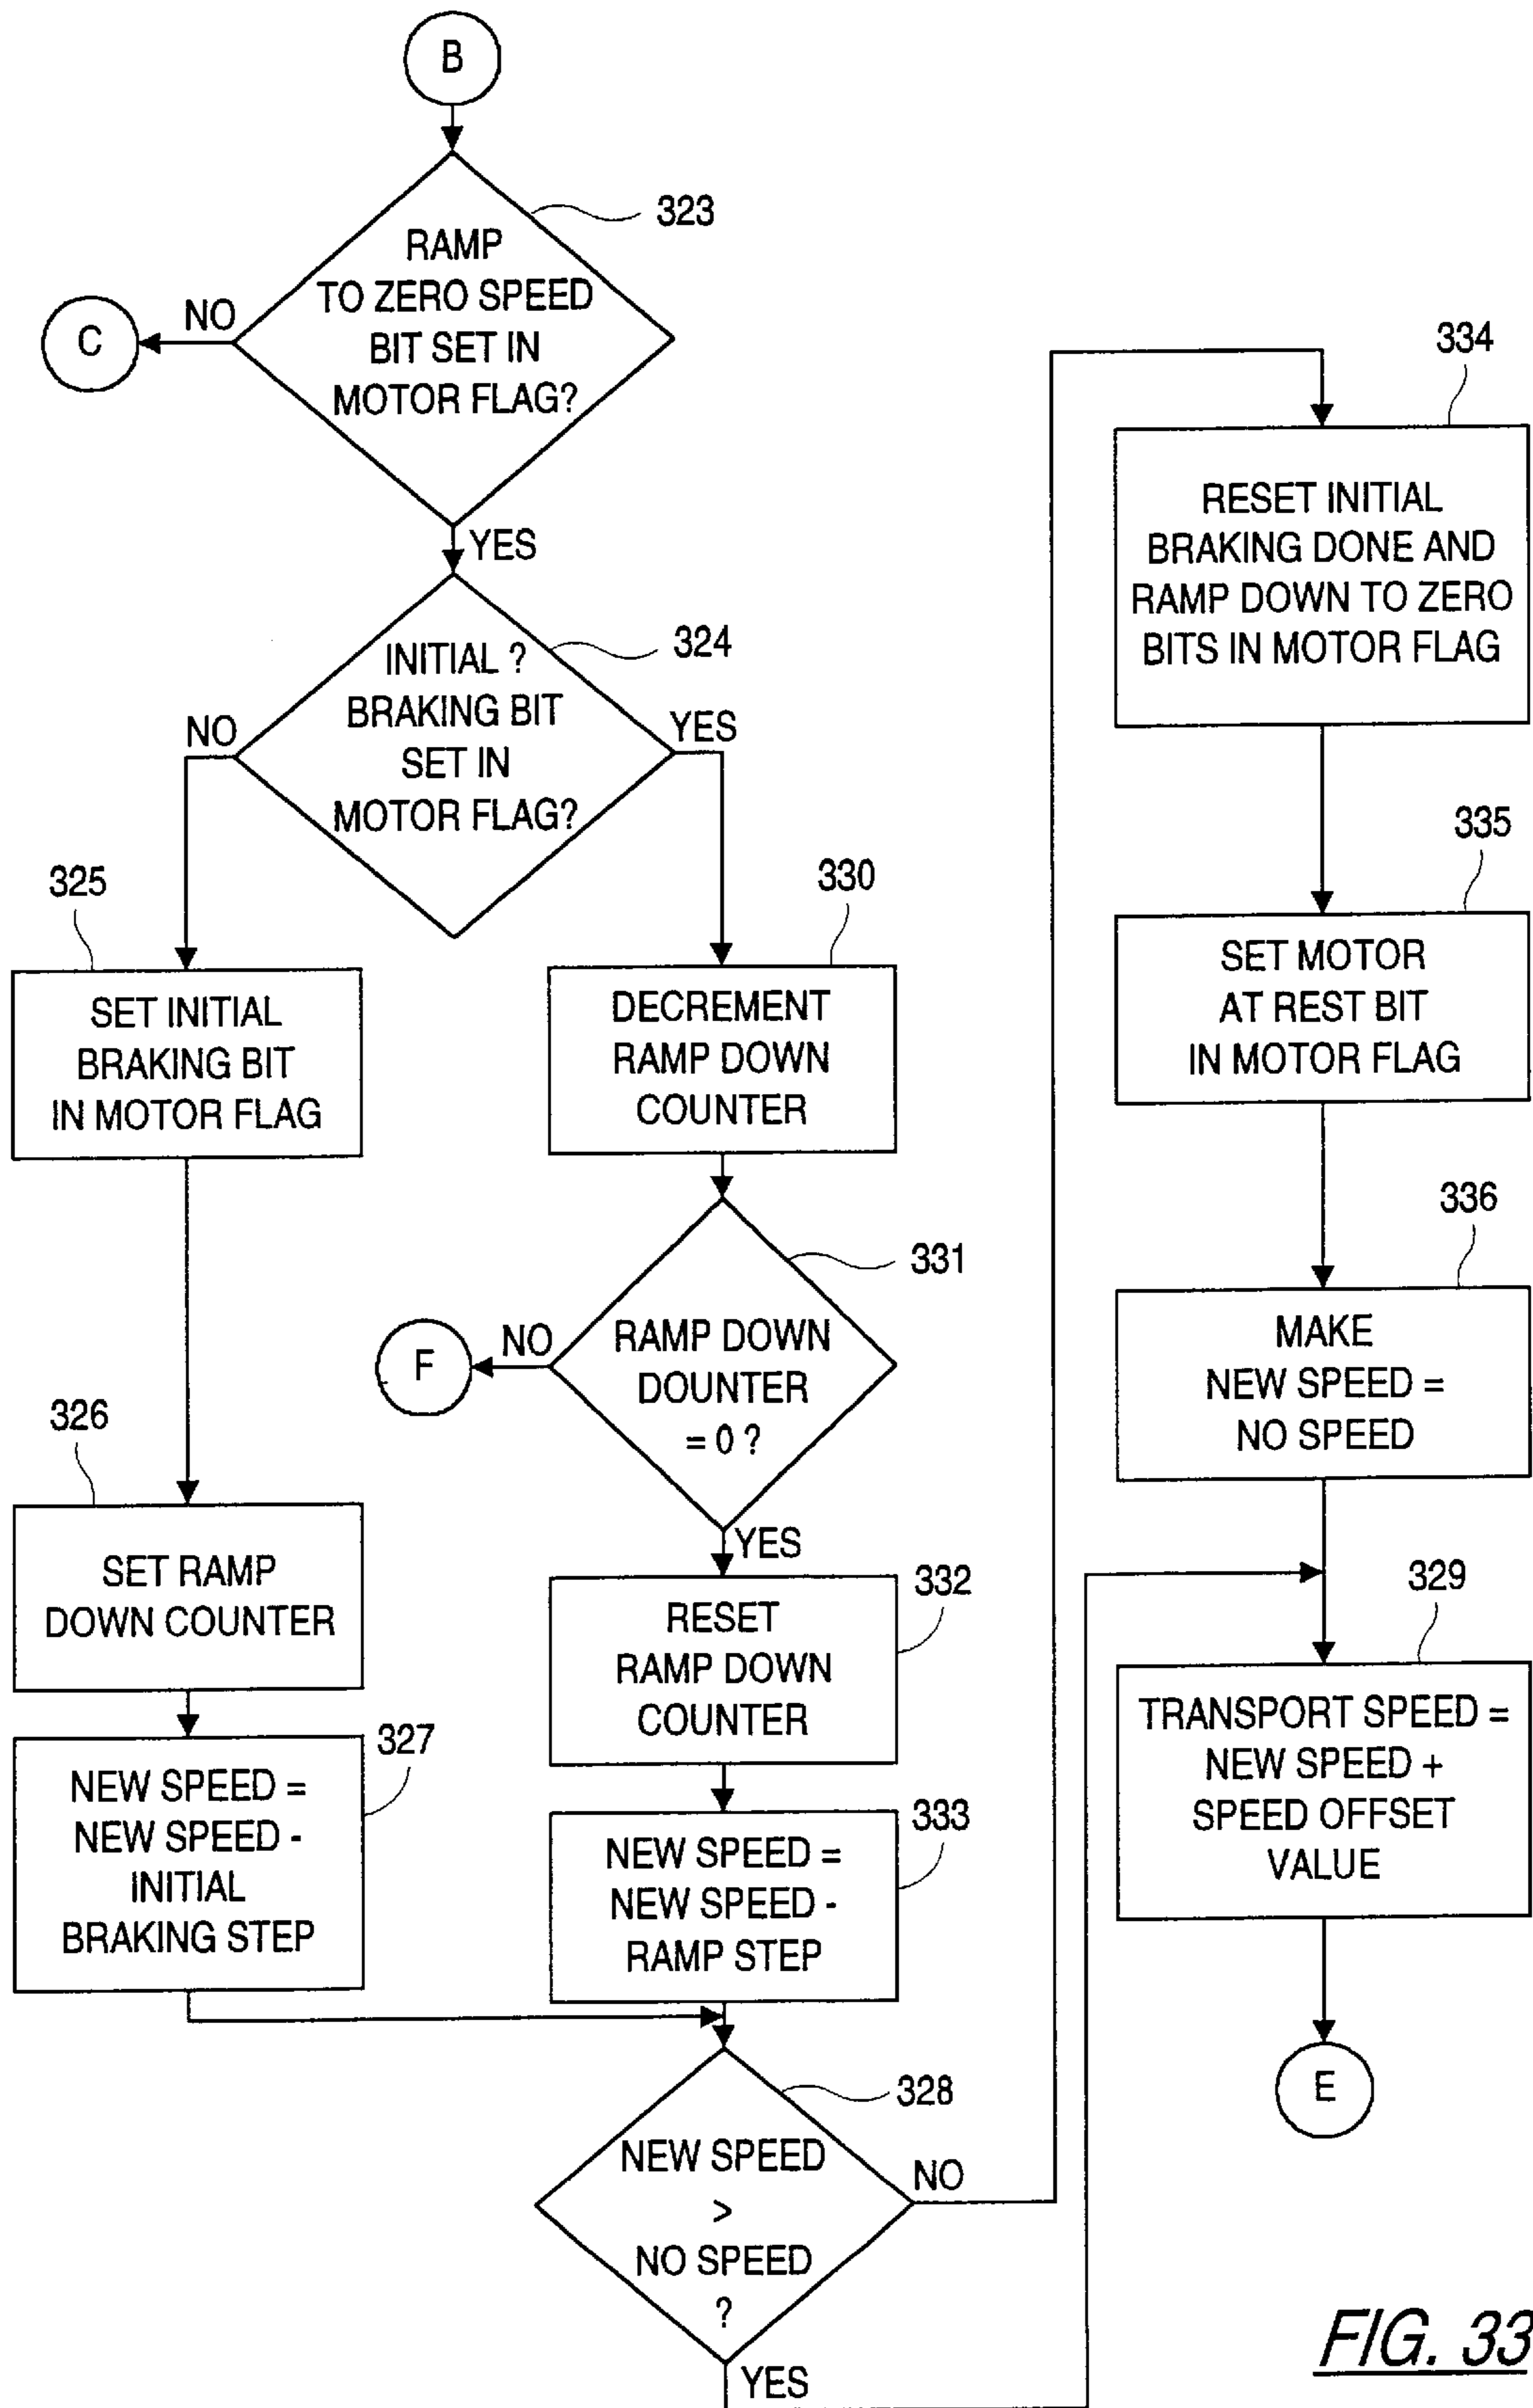 B
323
RAMP
TO ZERO SPEED
BIT SET IN
MOTOR FLAG?
NO
C
YES
324
INITIAL ?
BRAKING BIT
SET IN
MOTOR FLAG?
NO
YES
325
SET INITIAL
BRAKING BIT
IN MOTOR FLAG
326
SET RAMP
DOWN COUNTER
327
NEW SPEED =
NEW SPEED -
INITIAL
BRAKING STEP
330
DECREMENT
RAMP DOWN
COUNTER
331
RAMP DOWN
DOUNTER
= 0 ?
NO
F
YES
332
RESET
RAMP DOWN
COUNTER
333
NEW SPEED =
NEW SPEED -
RAMP STEP
328
NEW SPEED
>
NO SPEED
?
NO
YES
334
RESET INITIAL
BRAKING DONE AND
RAMP DOWN TO ZERO
BITS IN MOTOR FLAG
335
SET MOTOR
AT REST BIT
IN MOTOR FLAG
336
MAKE
NEW SPEED =
NO SPEED
329
TRANSPORT SPEED =
NEW SPEED +
SPEED OFFSET
VALUE
E
FIG. 33